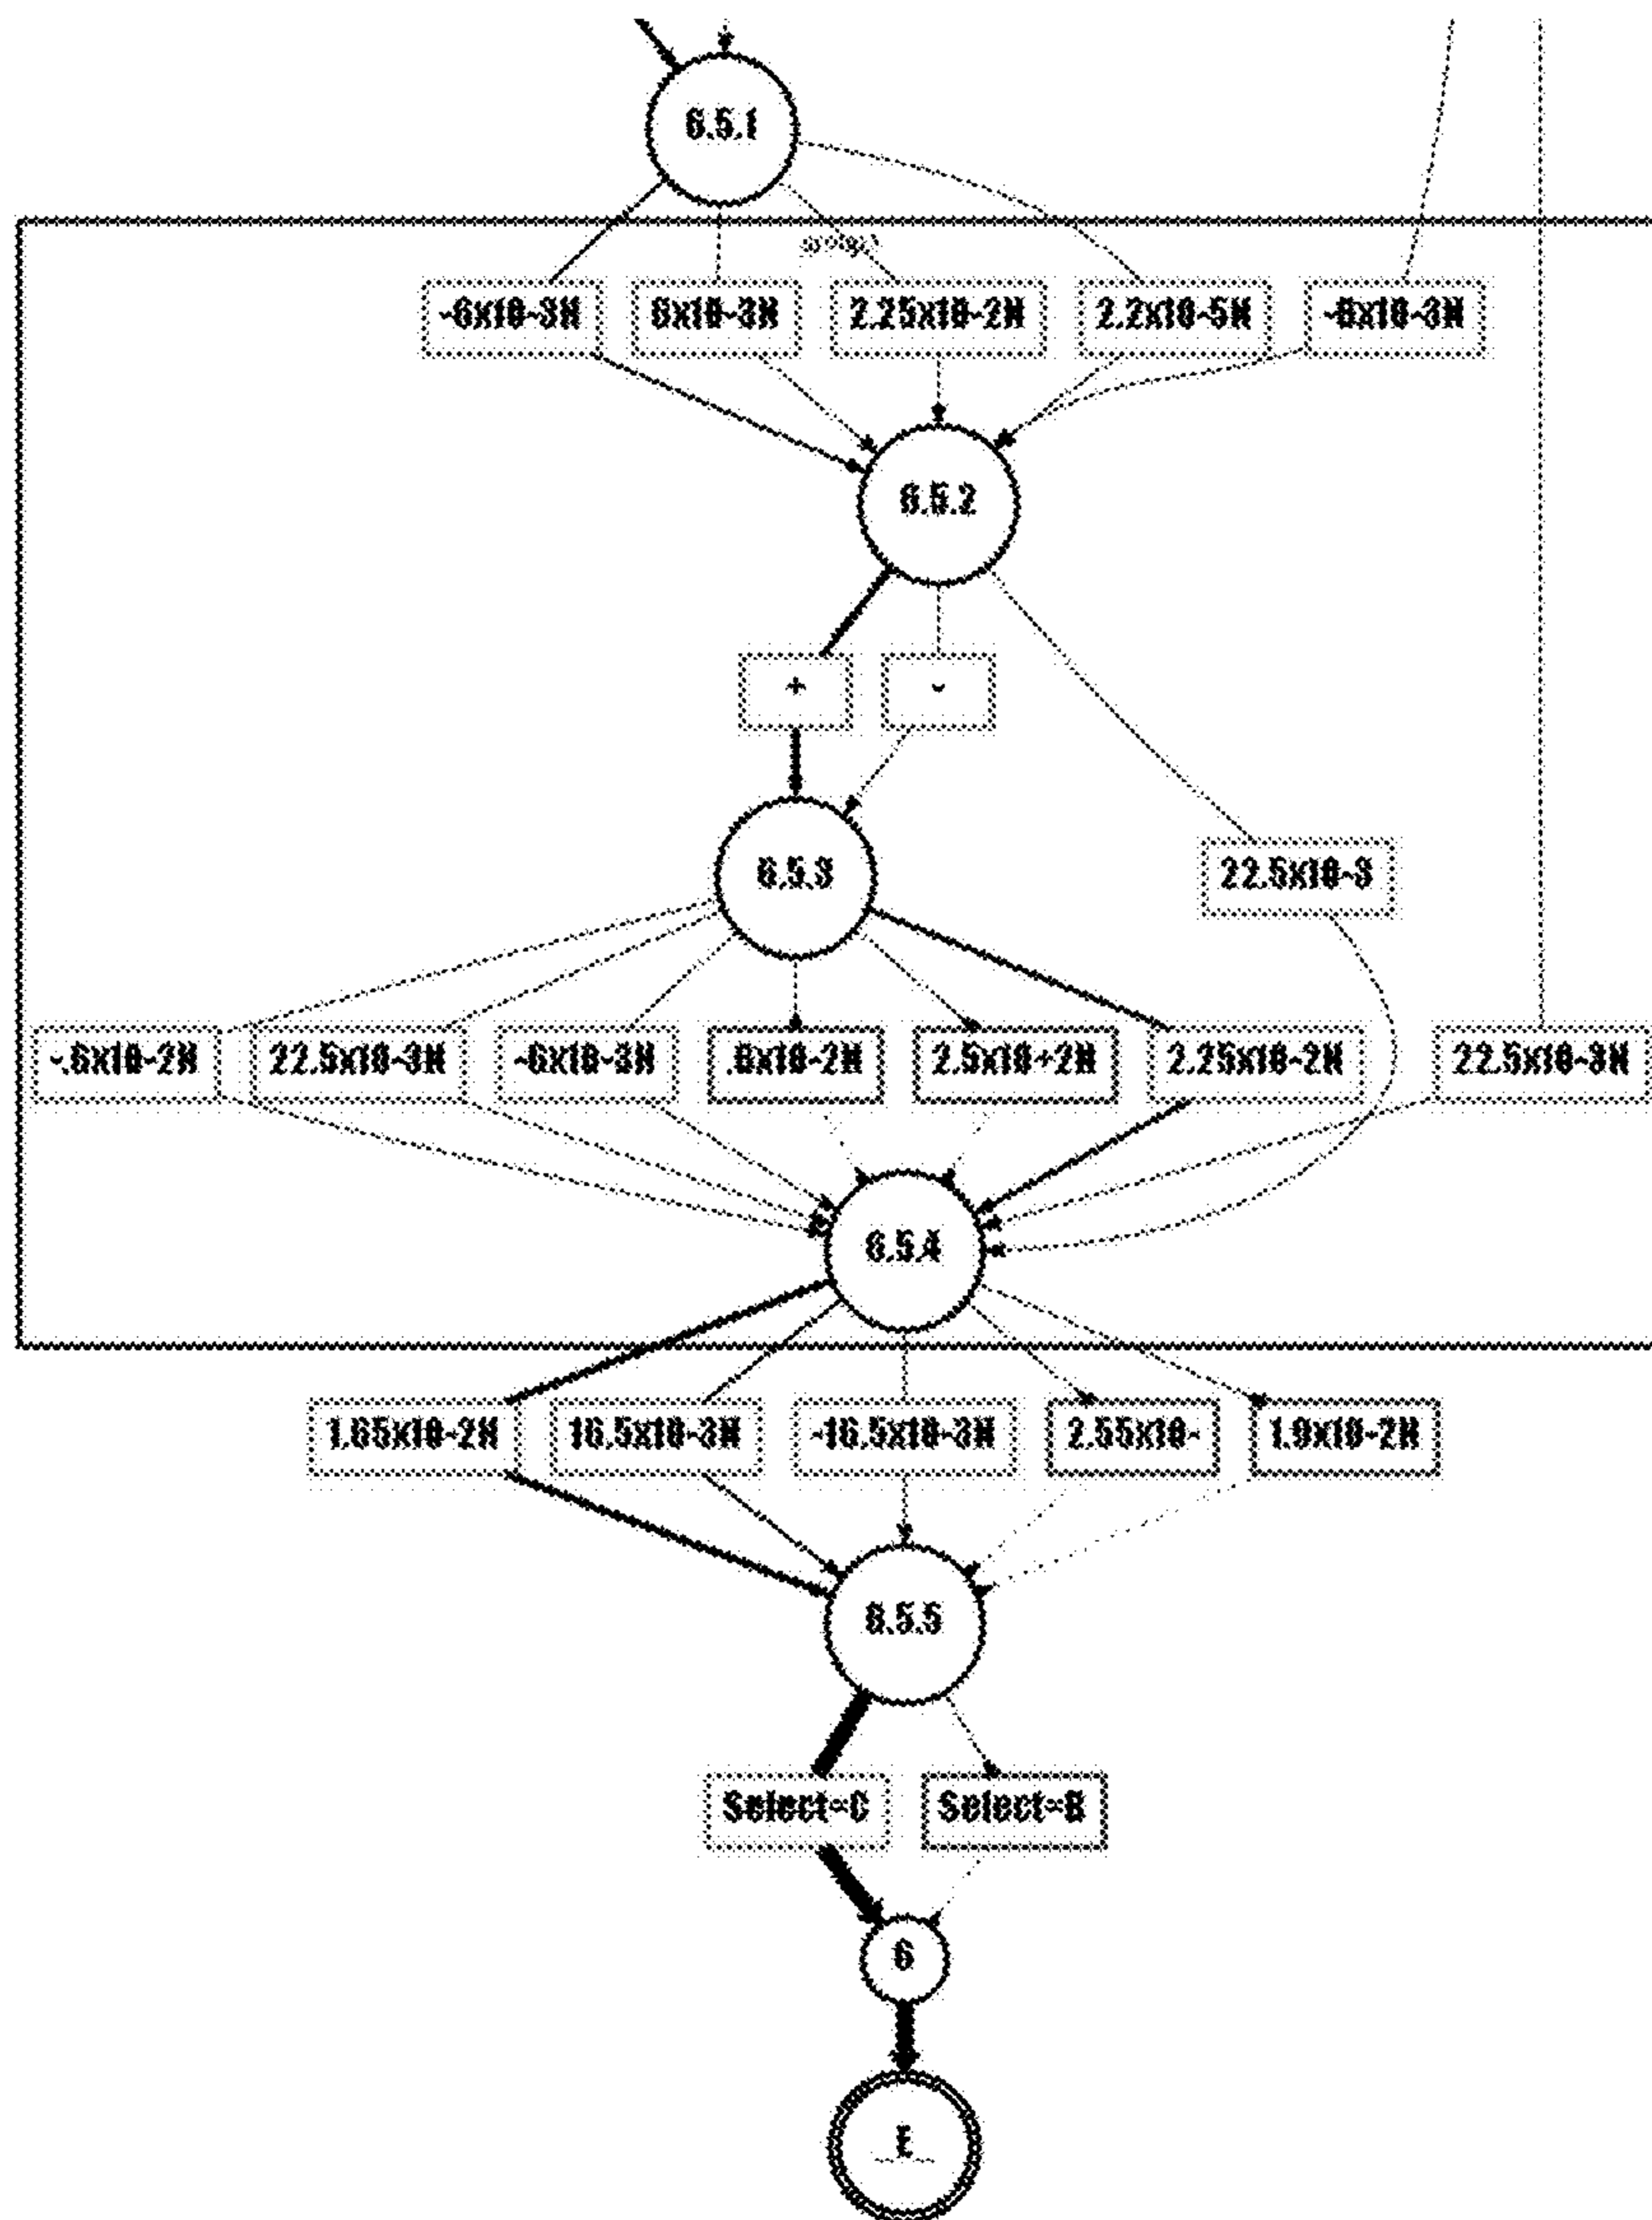 6.5.1
-6x10-3N
6x10-3N
2.25x10-2N
2.2x10-5N
-6x10-3N
6.5.2
+
-
6.5.3
22.5x10-3
-.6x10-2N
22.5x10-3N
-6x10-3N
.6x10-2N
2.5x10+2N
2.25x10-2N
22.5x10-3N
6.5.4
1.65x10-2N
16.5x10-3N
-16.5x10-3N
2.55x10-
1.9x10-2N
6.5.5
Select=C
Select=B
6
E